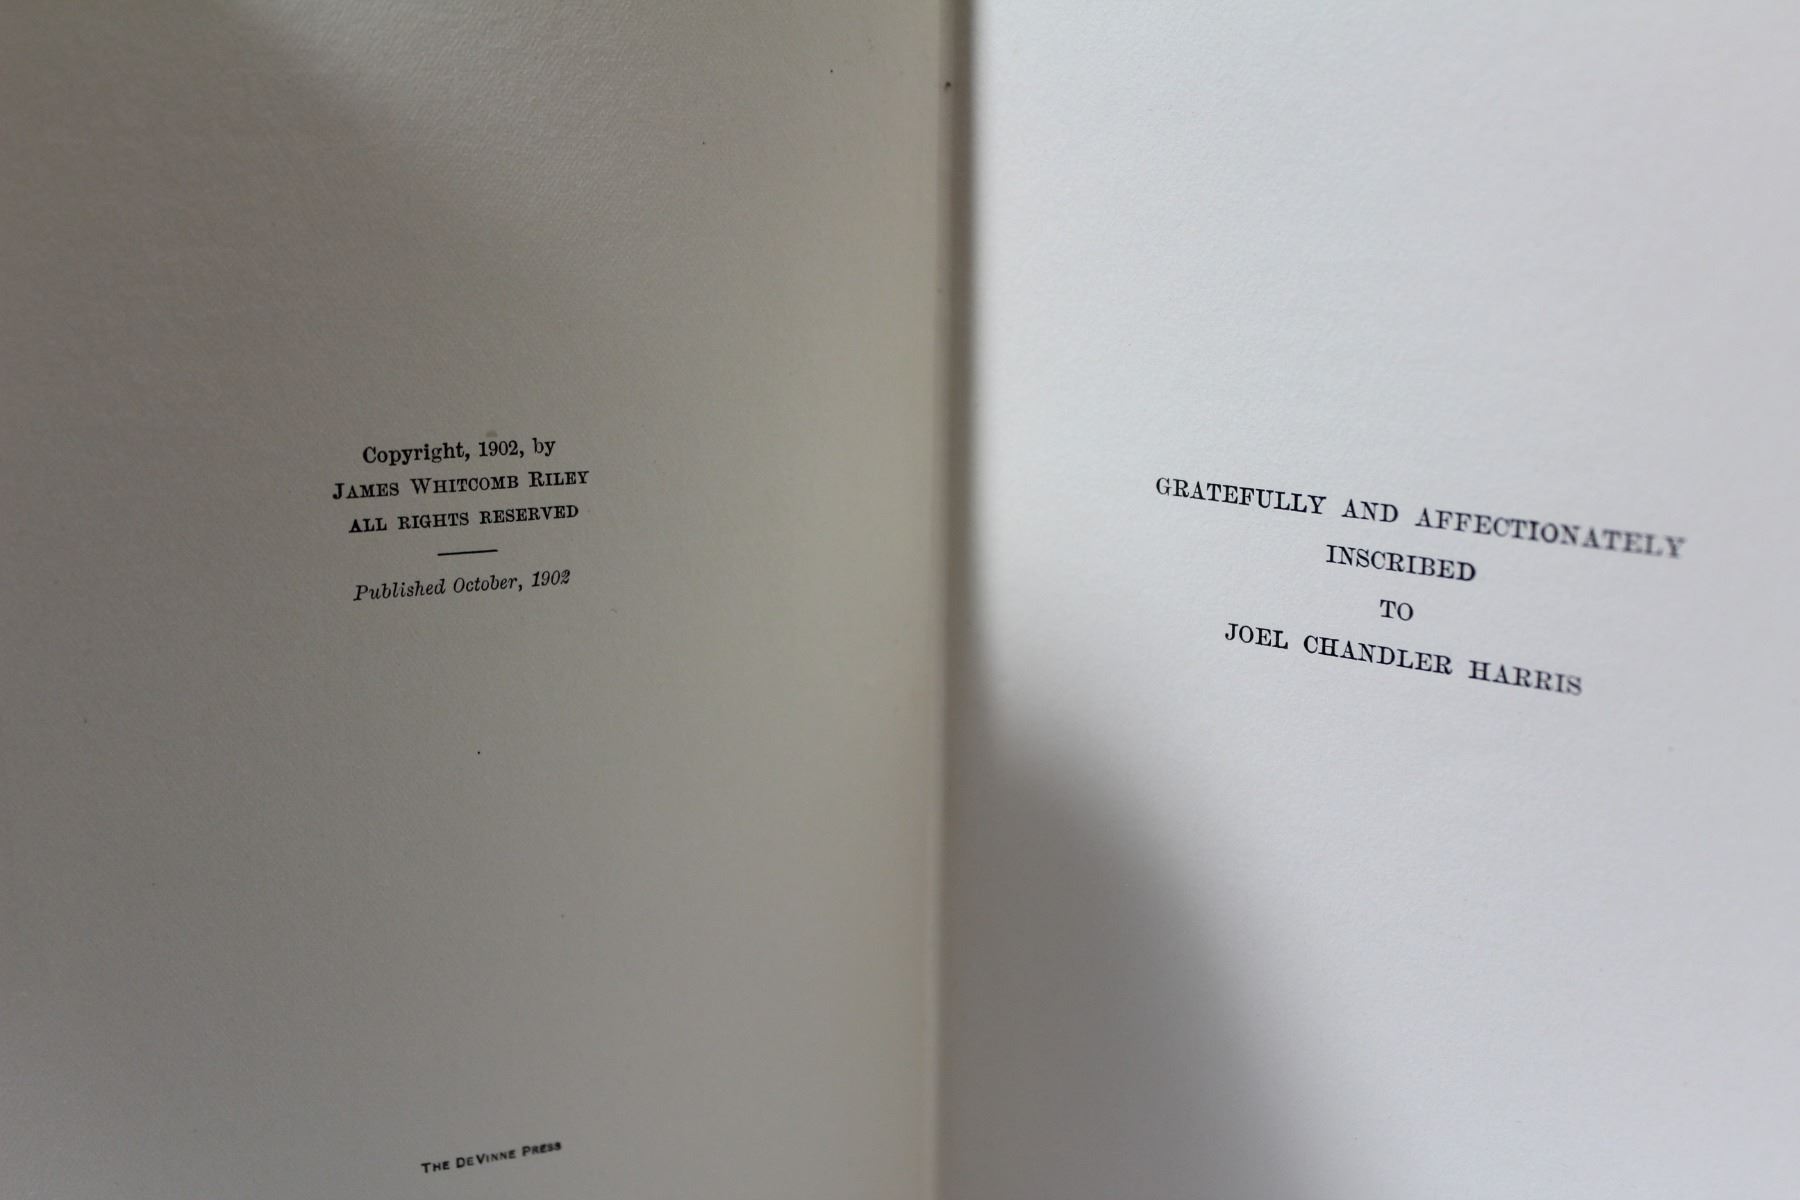 Copyright, 1902, by
JAMES WHITCOMB RILEY
ALL RIGHTS RESERVED
Published October, 1902
THE DEVINNE PRESS
GRATEFULLY AND AFFECTIONATELY
INSCRIBED
TO
JOEL CHANDLER HARRIS